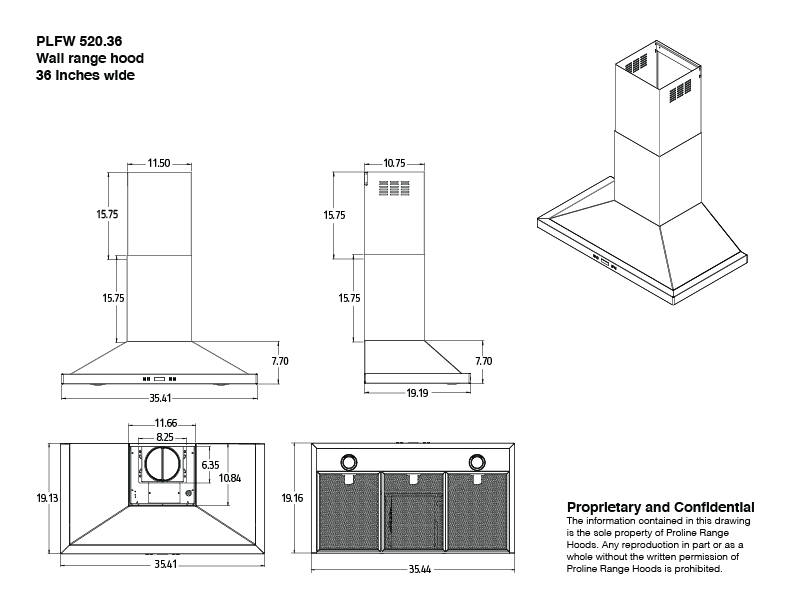 PLFW 520.36
Wall range hood
36 Inches wide
11.50
10.75
15.75
15.75
15.75
15.75
7.70
7.70
35.41
19.19
11.66
8.25
6.35
10.84
19.13
19.16
35.41
35.44
Proprietary and Confidential
The information contained in this drawing
is the sole property of Proline Range
Hoods. Any reproduction in part or as a
whole without the written permission of
Proline Range Hoods is prohibited.